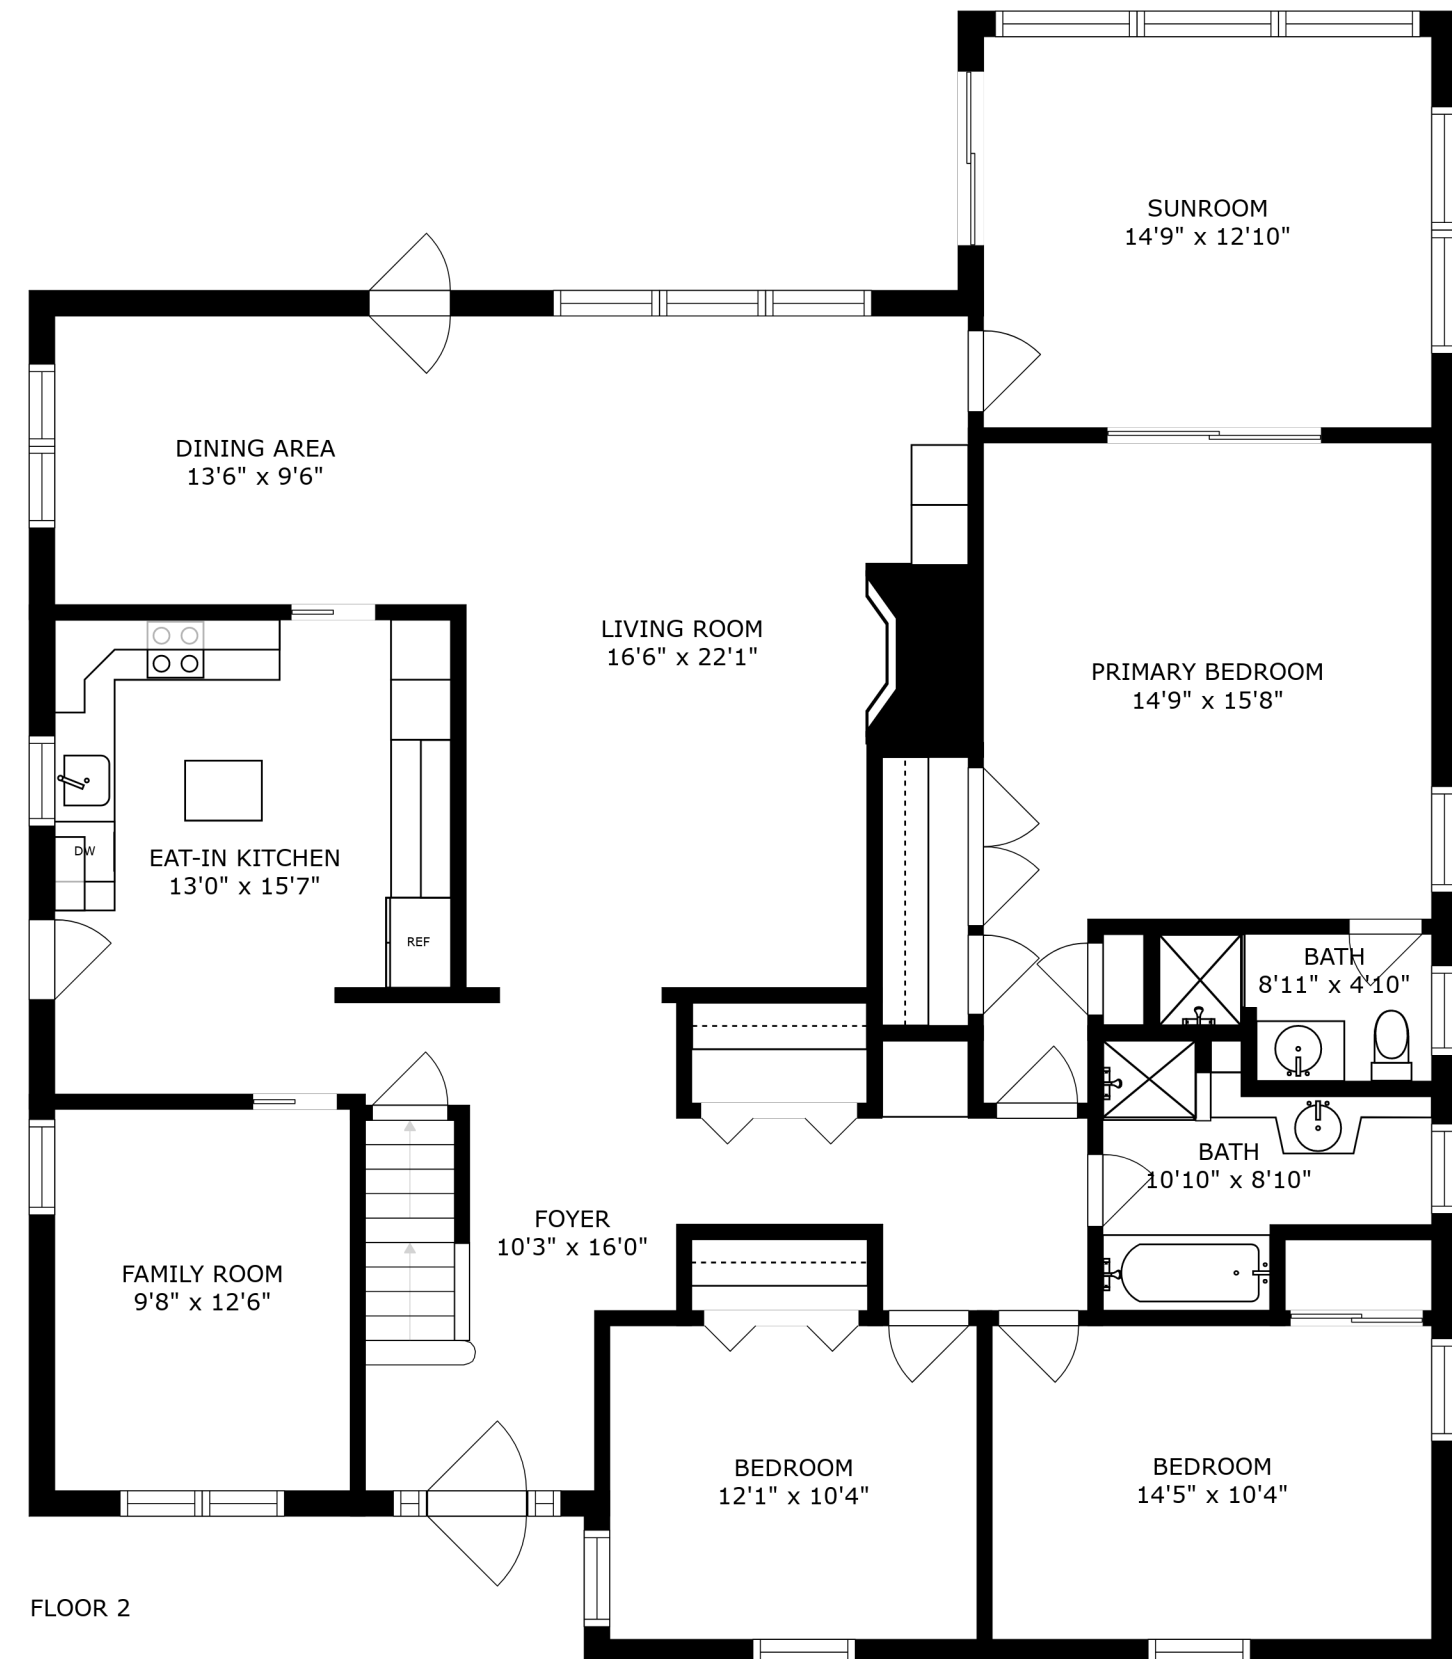 SUNROOM
14'9" x 12'10"
DINING AREA
13'6" x 9'6"
LIVING ROOM
16'6" x 22'1"
PRIMARY BEDROOM
14'9" x 15'8"
DW
EAT-IN KITCHEN
13'0" x 15'7"
REF
BATH
8'11" x 4'10"
BATH
10'10" x 8'10"
FOYER
10'3" x 16'0"
FAMILY ROOM
9'8" x 12'6"
BEDROOM
12'1" x 10'4"
BEDROOM
14'5" x 10'4"
FLOOR 2